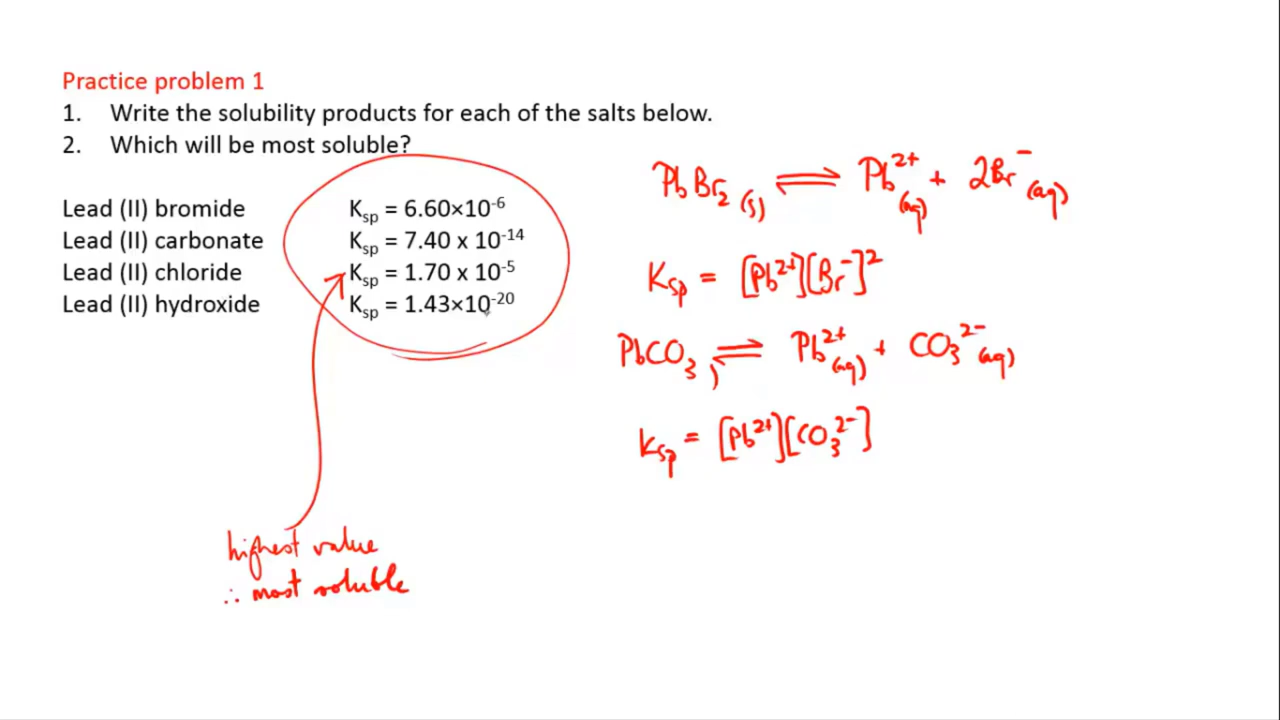 Practice problem 1
1. Write the solubility products for each of the salts below.
2. Which will be most soluble?
Lead (II) bromide Ksp = 6.60×10⁻⁶
Lead (II) carbonate Ksp = 7.40 x 10⁻¹⁴
Lead (II) chloride Ksp = 1.70 x 10⁻⁵
Lead (II) hydroxide Ksp = 1.43×10⁻²⁰
PbBr₂ (s) ⇌ Pb²⁺ (aq) + 2Br⁻ (aq)
Ksp = [Pb²⁺][Br⁻]²
PbCO₃ ) ⇌ Pb²⁺ (aq) + CO₃²⁻ (aq)
Ksp = [Pb²⁺][CO₃²⁻]
highest value
∴ most soluble